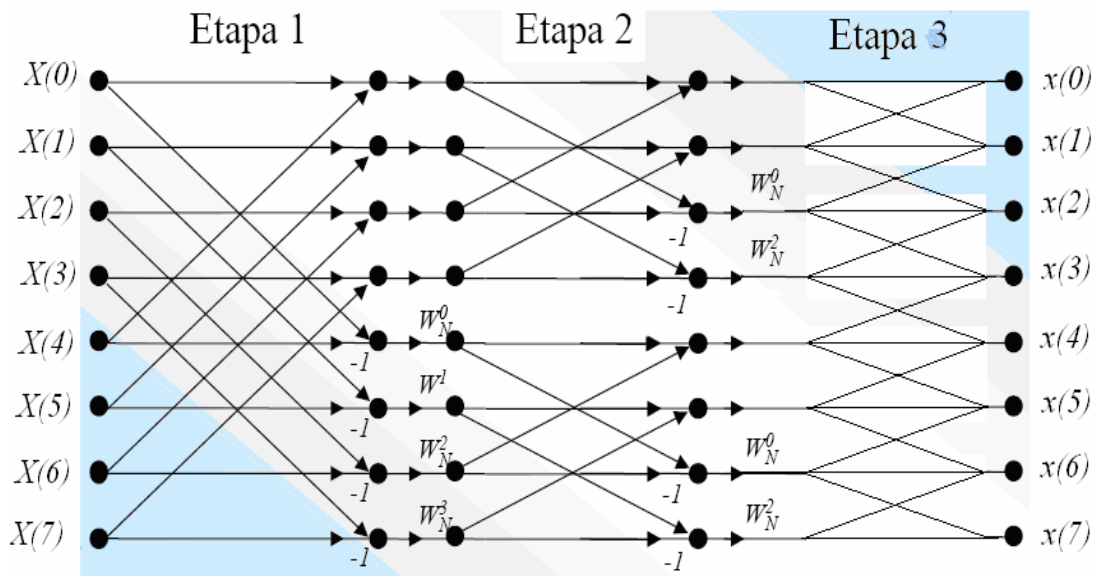 Etapa 1 Etapa 2 Etapa 3
X(0) x(0)
X(1) x(1)
W_N^0
X(2) x(2)
-1
W_N^2
X(3) x(3)
-1
W_N^0
X(4) x(4)
-1
W^1
X(5) x(5)
-1
W_N^2 W_N^0
X(6) x(6)
-1 -1
W_N^3 W_N^2
X(7) x(7)
-1 -1